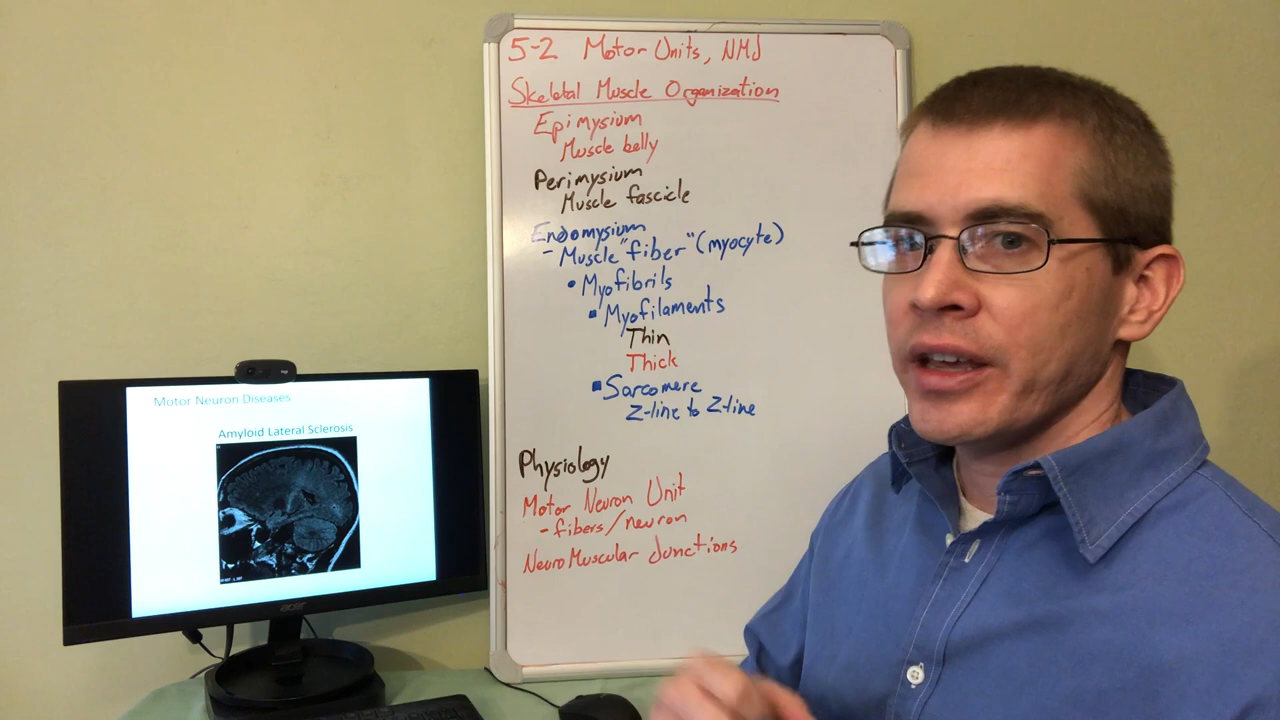 5-2 Motor Units, NMJ
Skeletal Muscle Organization
Epimysium
Muscle belly
Perimysium
Muscle fascicle
Endomysium
- Muscle "fiber" (myocyte)
• Myofibrils
▪ Myofilaments
Thin
Thick
▪ Sarcomere
Z-line to Z-line
Physiology
Motor Neuron Unit
- fibers/neuron
NeuroMuscular Junctions
Motor Neuron Diseases
Amyloid Lateral Sclerosis
acer